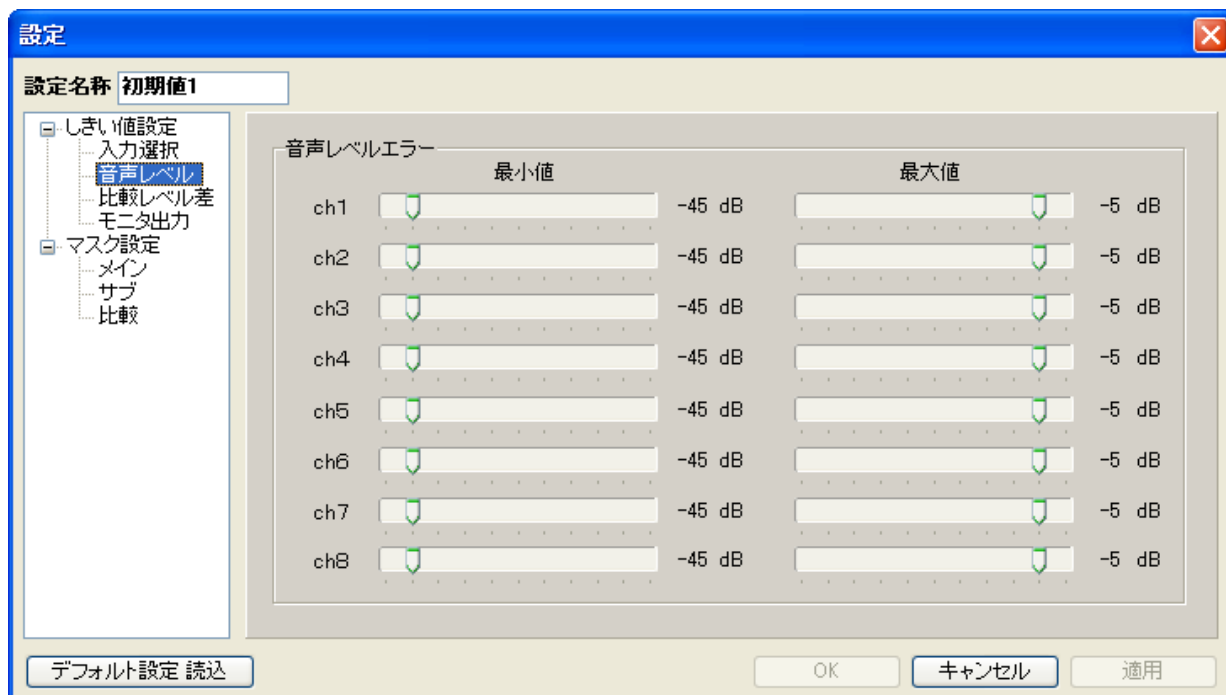 設定
設定名称 初期値1
しきい値設定
入力選択
音声レベル
比較レベル差
モニタ出力
マスク設定
メイン
サブ
比較
音声レベルエラー
最小値 最大値
ch1 -45 dB -5 dB
ch2 -45 dB -5 dB
ch3 -45 dB -5 dB
ch4 -45 dB -5 dB
ch5 -45 dB -5 dB
ch6 -45 dB -5 dB
ch7 -45 dB -5 dB
ch8 -45 dB -5 dB
デフォルト設定 読込 OK キャンセル 適用